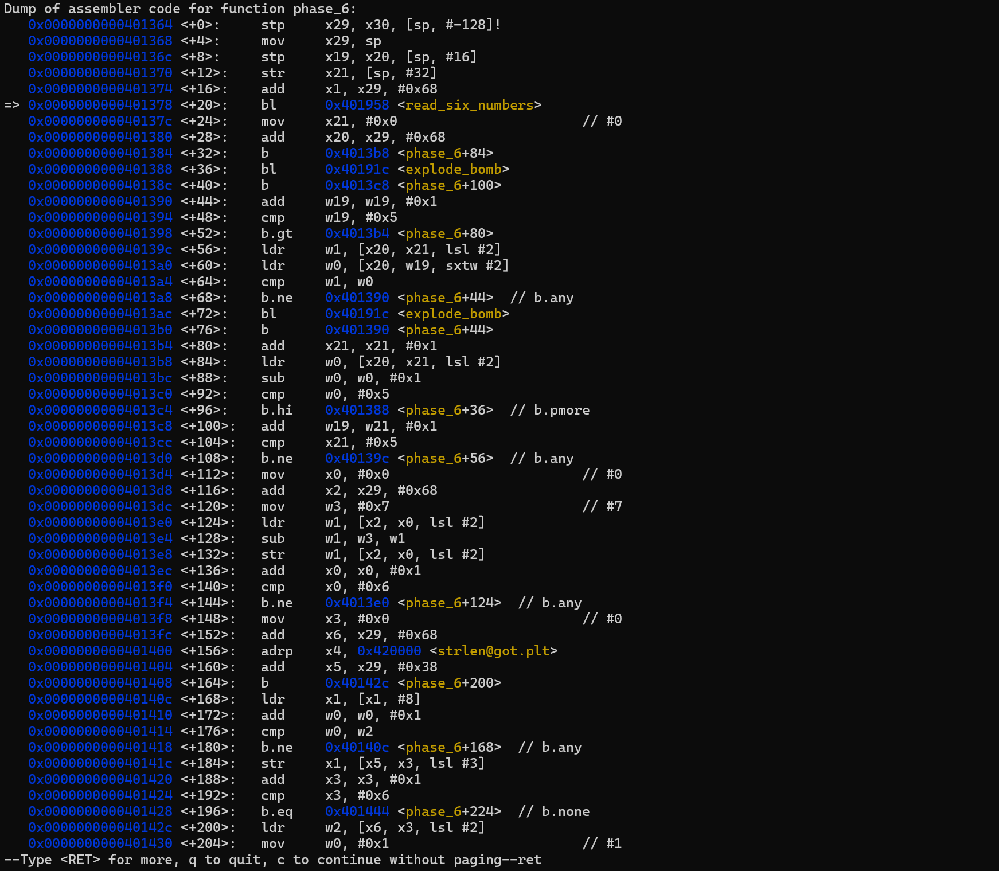 Dump of assembler code for function phase_6:
   0x0000000000401364 <+0>:     stp     x29, x30, [sp, #-128]!
   0x0000000000401368 <+4>:     mov     x29, sp
   0x000000000040136c <+8>:     stp     x19, x20, [sp, #16]
   0x0000000000401370 <+12>:    str     x21, [sp, #32]
   0x0000000000401374 <+16>:    add     x1, x29, #0x68
=> 0x0000000000401378 <+20>:    bl      0x401958 <read_six_numbers>
   0x000000000040137c <+24>:    mov     x21, #0x0                       // #0
   0x0000000000401380 <+28>:    add     x20, x29, #0x68
   0x0000000000401384 <+32>:    b       0x4013b8 <phase_6+84>
   0x0000000000401388 <+36>:    bl      0x40191c <explode_bomb>
   0x000000000040138c <+40>:    b       0x4013c8 <phase_6+100>
   0x0000000000401390 <+44>:    add     w19, w19, #0x1
   0x0000000000401394 <+48>:    cmp     w19, #0x5
   0x0000000000401398 <+52>:    b.gt    0x4013b4 <phase_6+80>
   0x000000000040139c <+56>:    ldr     w1, [x20, x21, lsl #2]
   0x00000000004013a0 <+60>:    ldr     w0, [x20, w19, sxtw #2]
   0x00000000004013a4 <+64>:    cmp     w1, w0
   0x00000000004013a8 <+68>:    b.ne    0x401390 <phase_6+44>  // b.any
   0x00000000004013ac <+72>:    bl      0x40191c <explode_bomb>
   0x00000000004013b0 <+76>:    b       0x401390 <phase_6+44>
   0x00000000004013b4 <+80>:    add     x21, x21, #0x1
   0x00000000004013b8 <+84>:    ldr     w0, [x20, x21, lsl #2]
   0x00000000004013bc <+88>:    sub     w0, w0, #0x1
   0x00000000004013c0 <+92>:    cmp     w0, #0x5
   0x00000000004013c4 <+96>:    b.hi    0x401388 <phase_6+36>  // b.pmore
   0x00000000004013c8 <+100>:   add     w19, w21, #0x1
   0x00000000004013cc <+104>:   cmp     x21, #0x5
   0x00000000004013d0 <+108>:   b.ne    0x40139c <phase_6+56>  // b.any
   0x00000000004013d4 <+112>:   mov     x0, #0x0                        // #0
   0x00000000004013d8 <+116>:   add     x2, x29, #0x68
   0x00000000004013dc <+120>:   mov     w3, #0x7                        // #7
   0x00000000004013e0 <+124>:   ldr     w1, [x2, x0, lsl #2]
   0x00000000004013e4 <+128>:   sub     w1, w3, w1
   0x00000000004013e8 <+132>:   str     w1, [x2, x0, lsl #2]
   0x00000000004013ec <+136>:   add     x0, x0, #0x1
   0x00000000004013f0 <+140>:   cmp     x0, #0x6
   0x00000000004013f4 <+144>:   b.ne    0x4013e0 <phase_6+124>  // b.any
   0x00000000004013f8 <+148>:   mov     x3, #0x0                        // #0
   0x00000000004013fc <+152>:   add     x6, x29, #0x68
   0x0000000000401400 <+156>:   adrp    x4, 0x420000 <strlen@got.plt>
   0x0000000000401404 <+160>:   add     x5, x29, #0x38
   0x0000000000401408 <+164>:   b       0x40142c <phase_6+200>
   0x000000000040140c <+168>:   ldr     x1, [x1, #8]
   0x0000000000401410 <+172>:   add     w0, w0, #0x1
   0x0000000000401414 <+176>:   cmp     w0, w2
   0x0000000000401418 <+180>:   b.ne    0x40140c <phase_6+168>  // b.any
   0x000000000040141c <+184>:   str     x1, [x5, x3, lsl #3]
   0x0000000000401420 <+188>:   add     x3, x3, #0x1
   0x0000000000401424 <+192>:   cmp     x3, #0x6
   0x0000000000401428 <+196>:   b.eq    0x401444 <phase_6+224>  // b.none
   0x000000000040142c <+200>:   ldr     w2, [x6, x3, lsl #2]
   0x0000000000401430 <+204>:   mov     w0, #0x1                        // #1
--Type <RET> for more, q to quit, c to continue without paging--ret